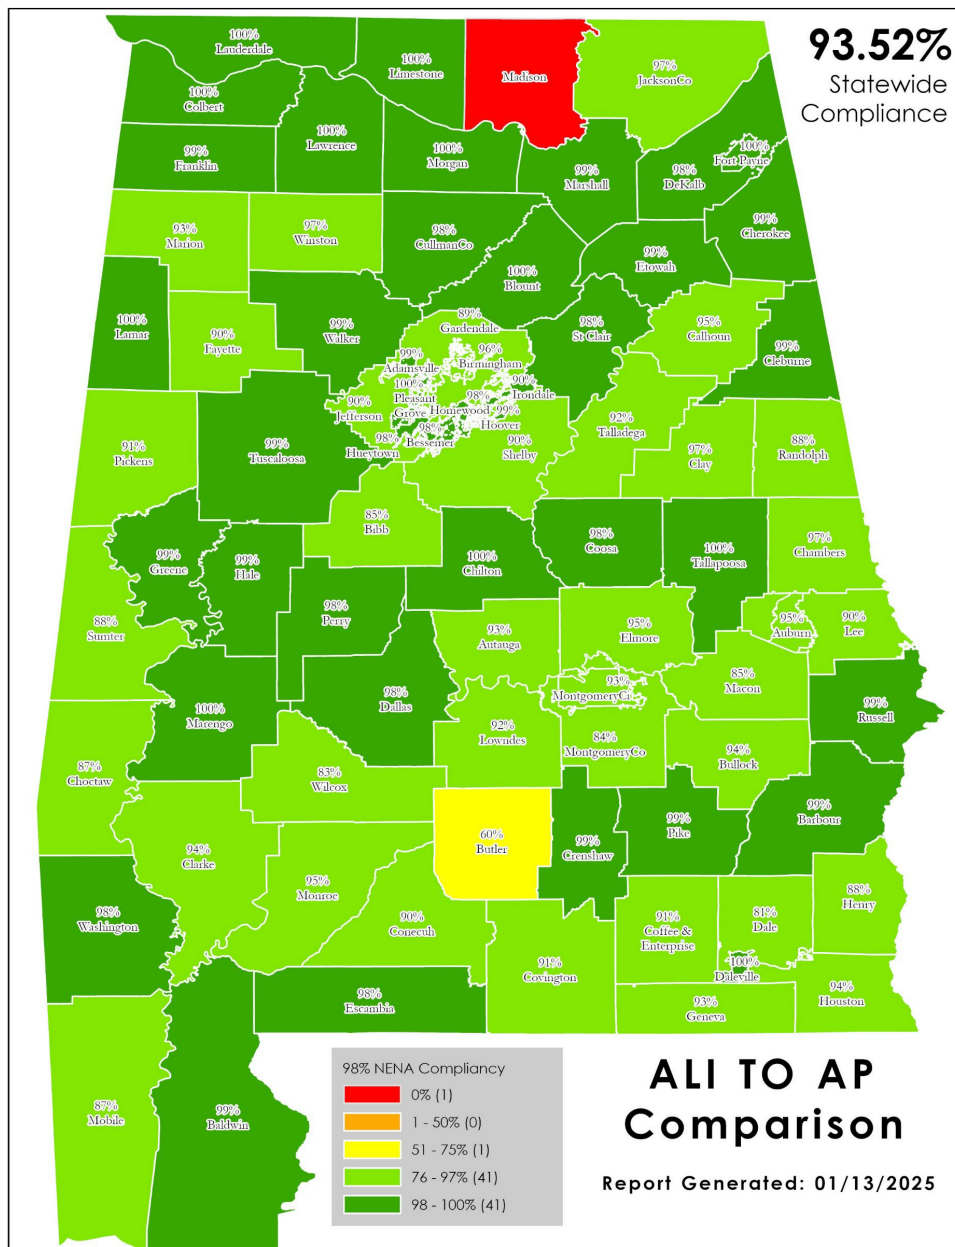 93.52%
Statewide
Compliance
100%
Lauderdale
100%
Limestone
Madison
97%
JacksonCo
100%
Colbert
100%
Lawrence
100%
Morgan
99%
Franklin
99%
Marshall
98%
DeKalb
100%
Fort Payne
99%
Cherokee
93%
Marion
97%
Winston
98%
CullmanCo
99%
Etowah
100%
Blount
100%
Lamar
90%
Fayette
99%
Walker
89%
Gardendale
98%
St Clair
95%
Calhoun
99%
Cleburne
99%
Adamsville
96%
Birmingham
90%
Irondale
100%
Pleasant
Grove
98%
Homewood
99%
Hoover
90%
Jefferson
98%
Hueytown
98%
Bessemer
90%
Shelby
92%
Talladega
97%
Clay
88%
Randolph
91%
Pickens
99%
Tuscaloosa
85%
Bibb
99%
Greene
99%
Hale
100%
Chilton
98%
Coosa
100%
Tallapoosa
97%
Chambers
88%
Sumter
98%
Perry
93%
Autauga
95%
Elmore
95%
Auburn
90%
Lee
85%
Macon
93%
MontgomeryCi
99%
Russell
100%
Marengo
98%
Dallas
92%
Lowndes
84%
MontgomeryCo
94%
Bullock
87%
Choctaw
83%
Wilcox
60%
Butler
99%
Crenshaw
99%
Pike
99%
Barbour
94%
Clarke
95%
Monroe
90%
Conecuh
91%
Covington
91%
Coffee &
Enterprise
81%
Dale
88%
Henry
98%
Washington
100%
Daleville
94%
Houston
93%
Geneva
98%
Escambia
87%
Mobile
99%
Baldwin
98% NENA Compliancy
0% (1)
1 - 50% (0)
51 - 75% (1)
76 - 97% (41)
98 - 100% (41)
ALI TO AP
Comparison
Report Generated: 01/13/2025